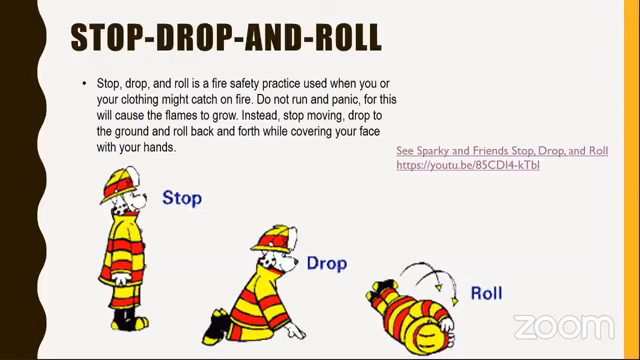 STOP-DROP-AND-ROLL
• Stop, drop, and roll is a fire safety practice used when you or
your clothing might catch on fire. Do not run and panic, for this
will cause the flames to grow. Instead, stop moving, drop to
the ground and roll back and forth while covering your face
with your hands.
See Sparky and Friends Stop, Drop, and Roll
https://youtu.be/85CDI4-kTbI
Stop
Drop
Roll
zoom